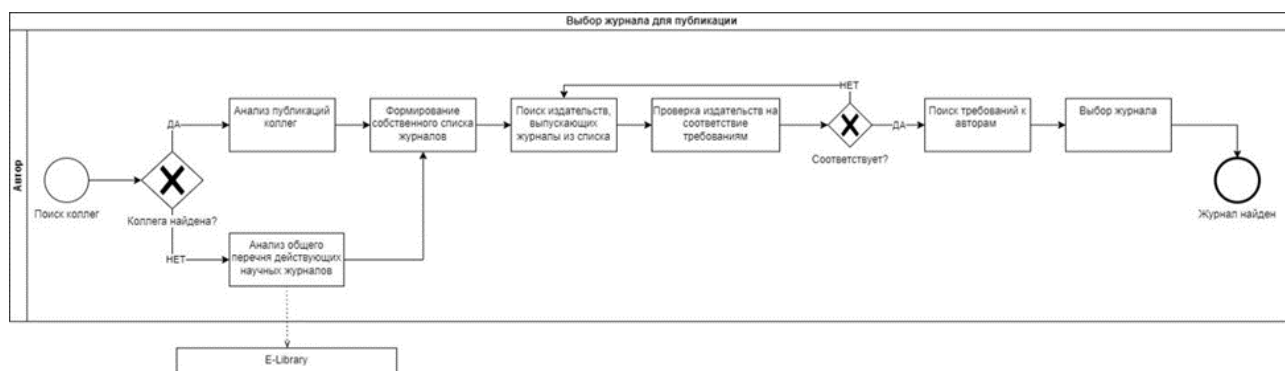 Выбор журнала для публикации
Автор
Поиск коллег
Коллега найдена?
ДА
НЕТ
Анализ публикаций
коллег
Анализ общего
перечня действующих
научных журналов
Формирование
собственного списка
журналов
Поиск издательств,
выпускающих
журналы из списка
Проверка издательств на
соответствие
требованиям
НЕТ
Соответствует?
ДА
Поиск требований к
авторам
Выбор журнала
Журнал найден
E-Library